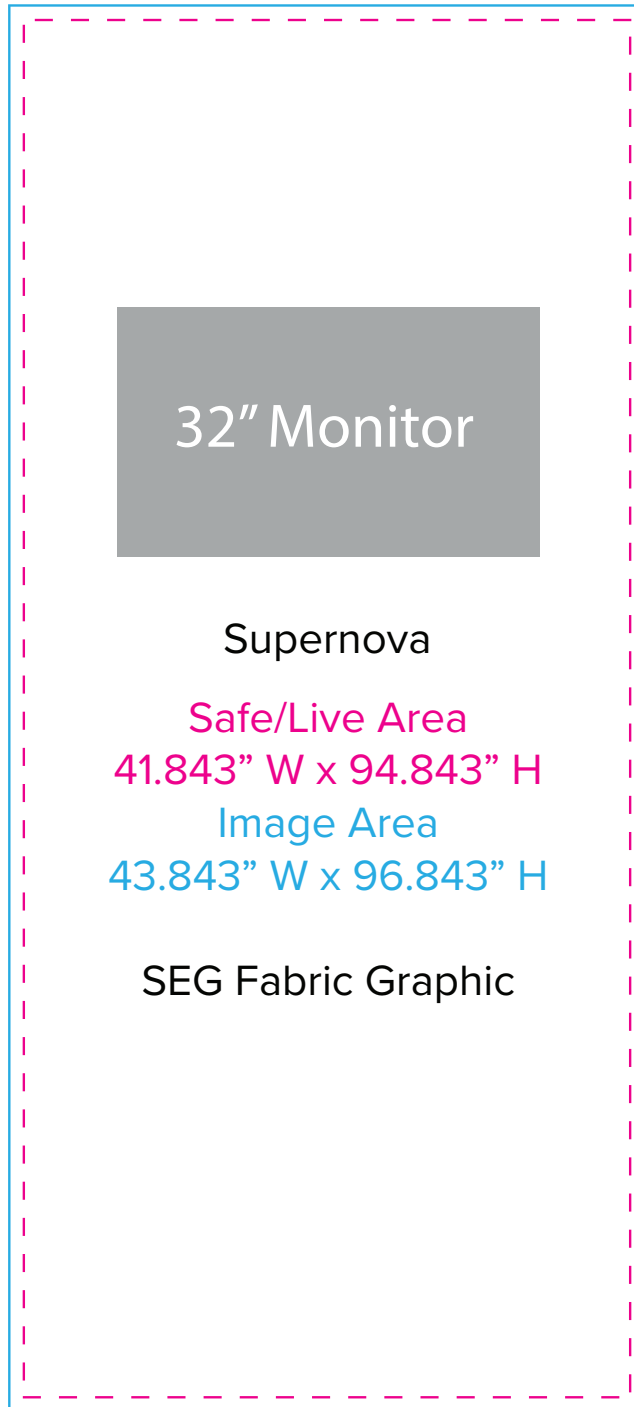 32” Monitor
Supernova
Safe/Live Area
41.843” W x 94.843” H
Image Area
43.843” W x 96.843” H
SEG Fabric Graphic